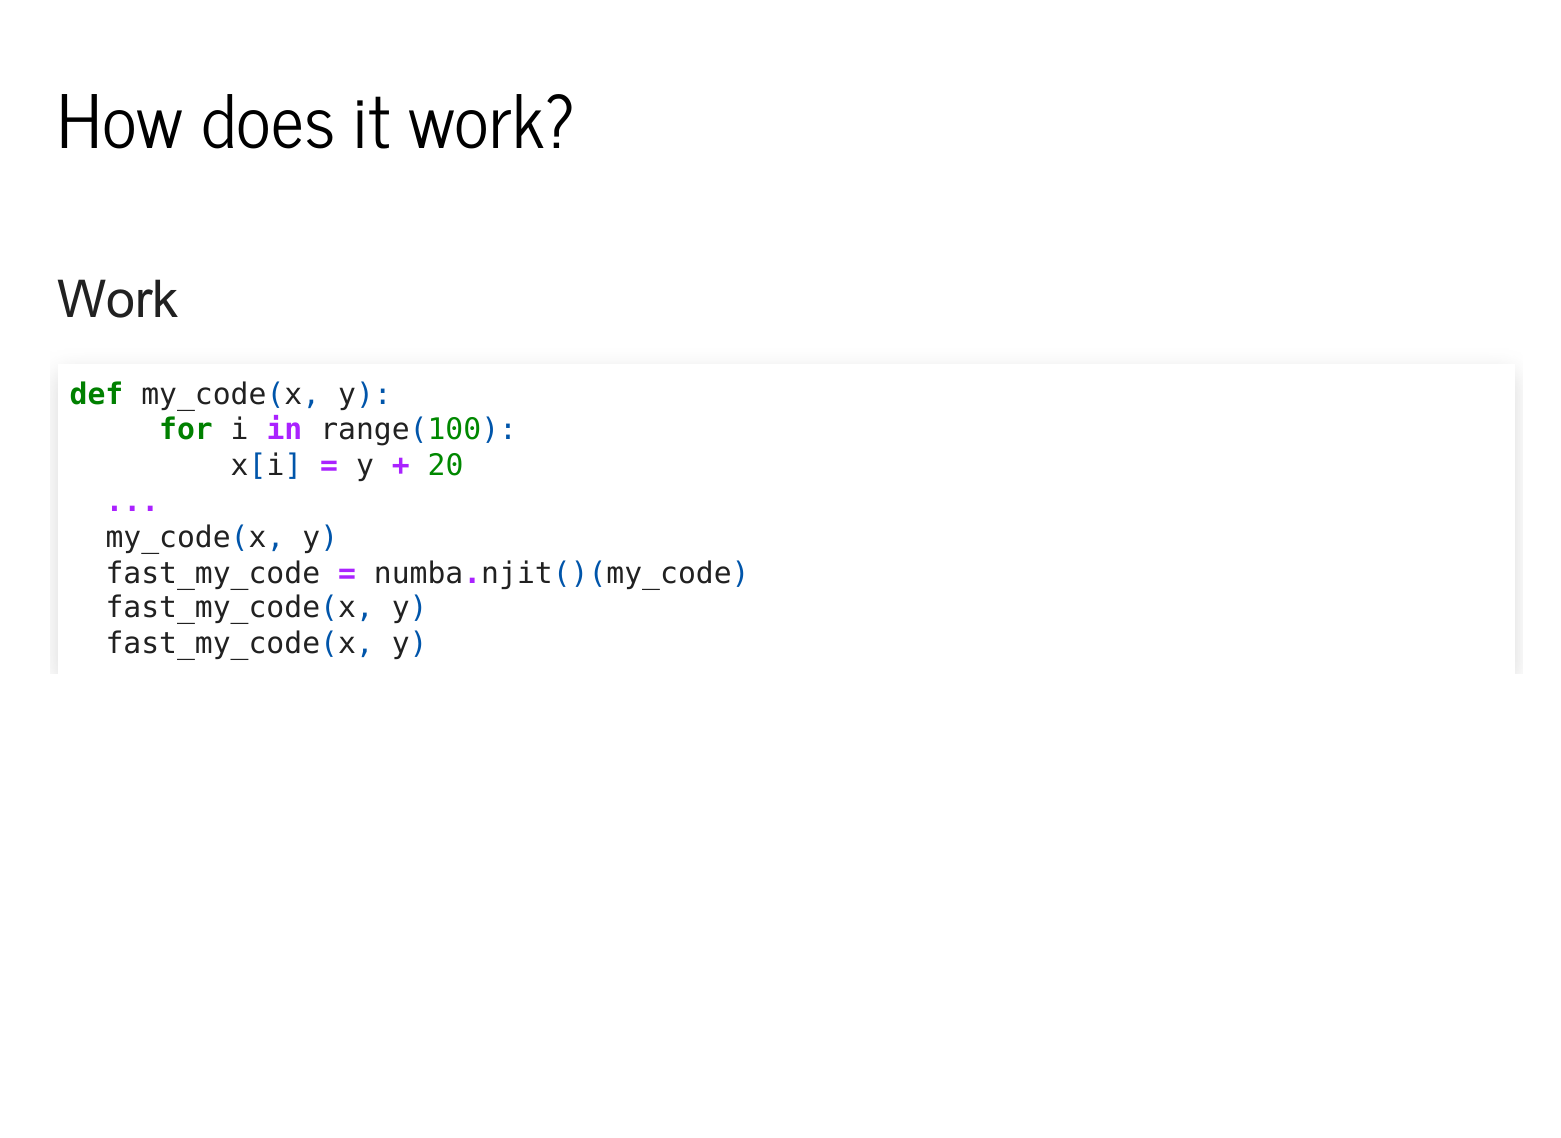 How does it work?
Work
def my_code(x, y):
     for i in range(100):
         x[i] = y + 20
  ...
  my_code(x, y)
  fast_my_code = numba.njit()(my_code)
  fast_my_code(x, y)
  fast_my_code(x, y)